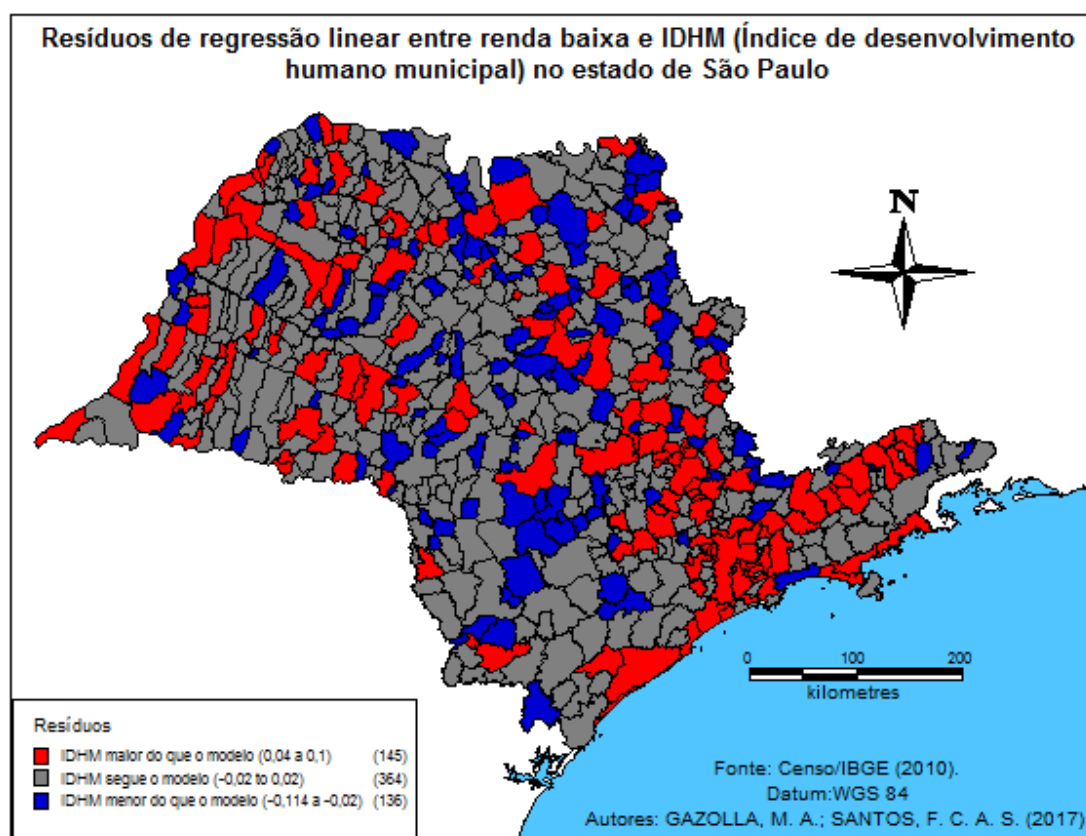 Resíduos de regressão linear entre renda baixa e IDHM (Índice de desenvolvimento
humano municipal) no estado de São Paulo
N
0 100 200
kilometres
Resíduos
IDHM maior do que o modelo (0,04 a 0,1) (145)
IDHM segue o modelo (-0,02 to 0,02) (364)
IDHM menor do que o modelo (-0,114 a -0,02) (136)
Fonte: Censo/IBGE (2010).
Datum:WGS 84
Autores: GAZOLLA, M. A.; SANTOS, F. C. A. S. (2017)